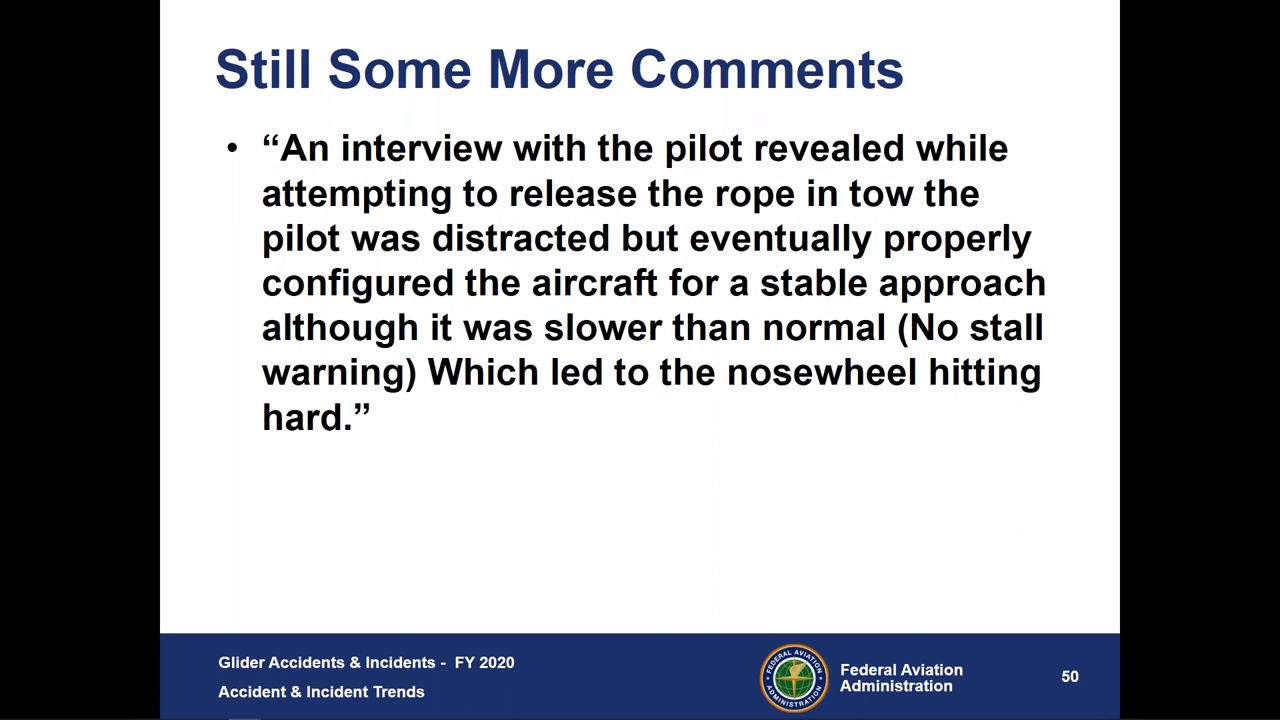 Still Some More Comments
• “An interview with the pilot revealed while
attempting to release the rope in tow the
pilot was distracted but eventually properly
configured the aircraft for a stable approach
although it was slower than normal (No stall
warning) Which led to the nosewheel hitting
hard.”
Glider Accidents & Incidents - FY 2020
Accident & Incident Trends
FEDERAL AVIATION
ADMINISTRATION
Federal Aviation
Administration
50